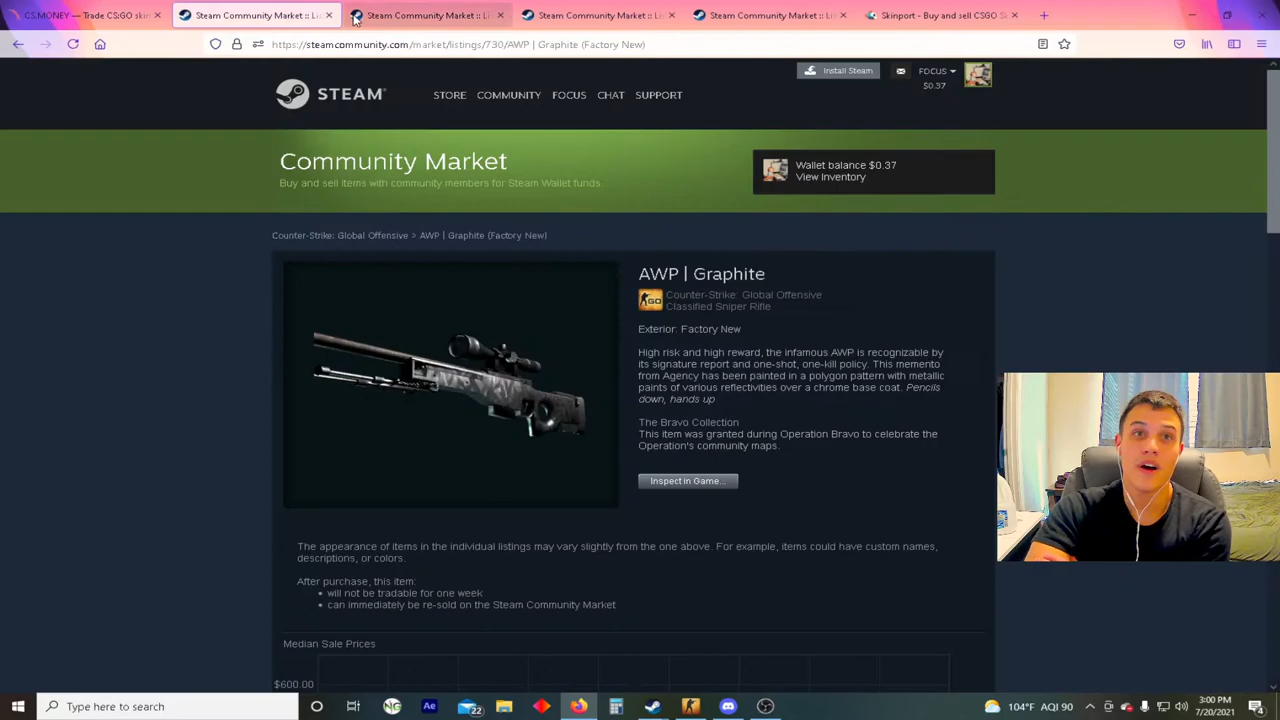 CS.MONEY — Trade CS:GO skin
Steam Community Market :: Li
Steam Community Market :: Li
Steam Community Market :: Li
Steam Community Market :: Li
Skinport - Buy and sell CSGO S
https://steamcommunity.com/market/listings/730/AWP | Graphite (Factory New)
Install Steam
FOCUS
$0.37
STEAM
STORE COMMUNITY FOCUS CHAT SUPPORT
Community Market
Buy and sell items with community members for Steam Wallet funds.
Wallet balance $0.37
View Inventory
Counter-Strike: Global Offensive > AWP | Graphite (Factory New)
AWP | Graphite
GO
Counter-Strike: Global Offensive
Classified Sniper Rifle
Exterior: Factory New
High risk and high reward, the infamous AWP is recognizable by
its signature report and one-shot, one-kill policy. This memento
from Agency has been painted in a polygon pattern with metallic
paints of various reflectivities over a chrome base coat. Pencils
down, hands up
The Bravo Collection
This item was granted during Operation Bravo to celebrate the
Operation's community maps.
Inspect in Game...
The appearance of items in the individual listings may vary slightly from the one above. For example, items could have custom names,
descriptions, or colors.
After purchase, this item:
• will not be tradable for one week
• can immediately be re-sold on the Steam Community Market
Median Sale Prices
$600.00
Type here to search
NG
Ae
22
104°F AQI 90
3:00 PM
7/20/2021
4